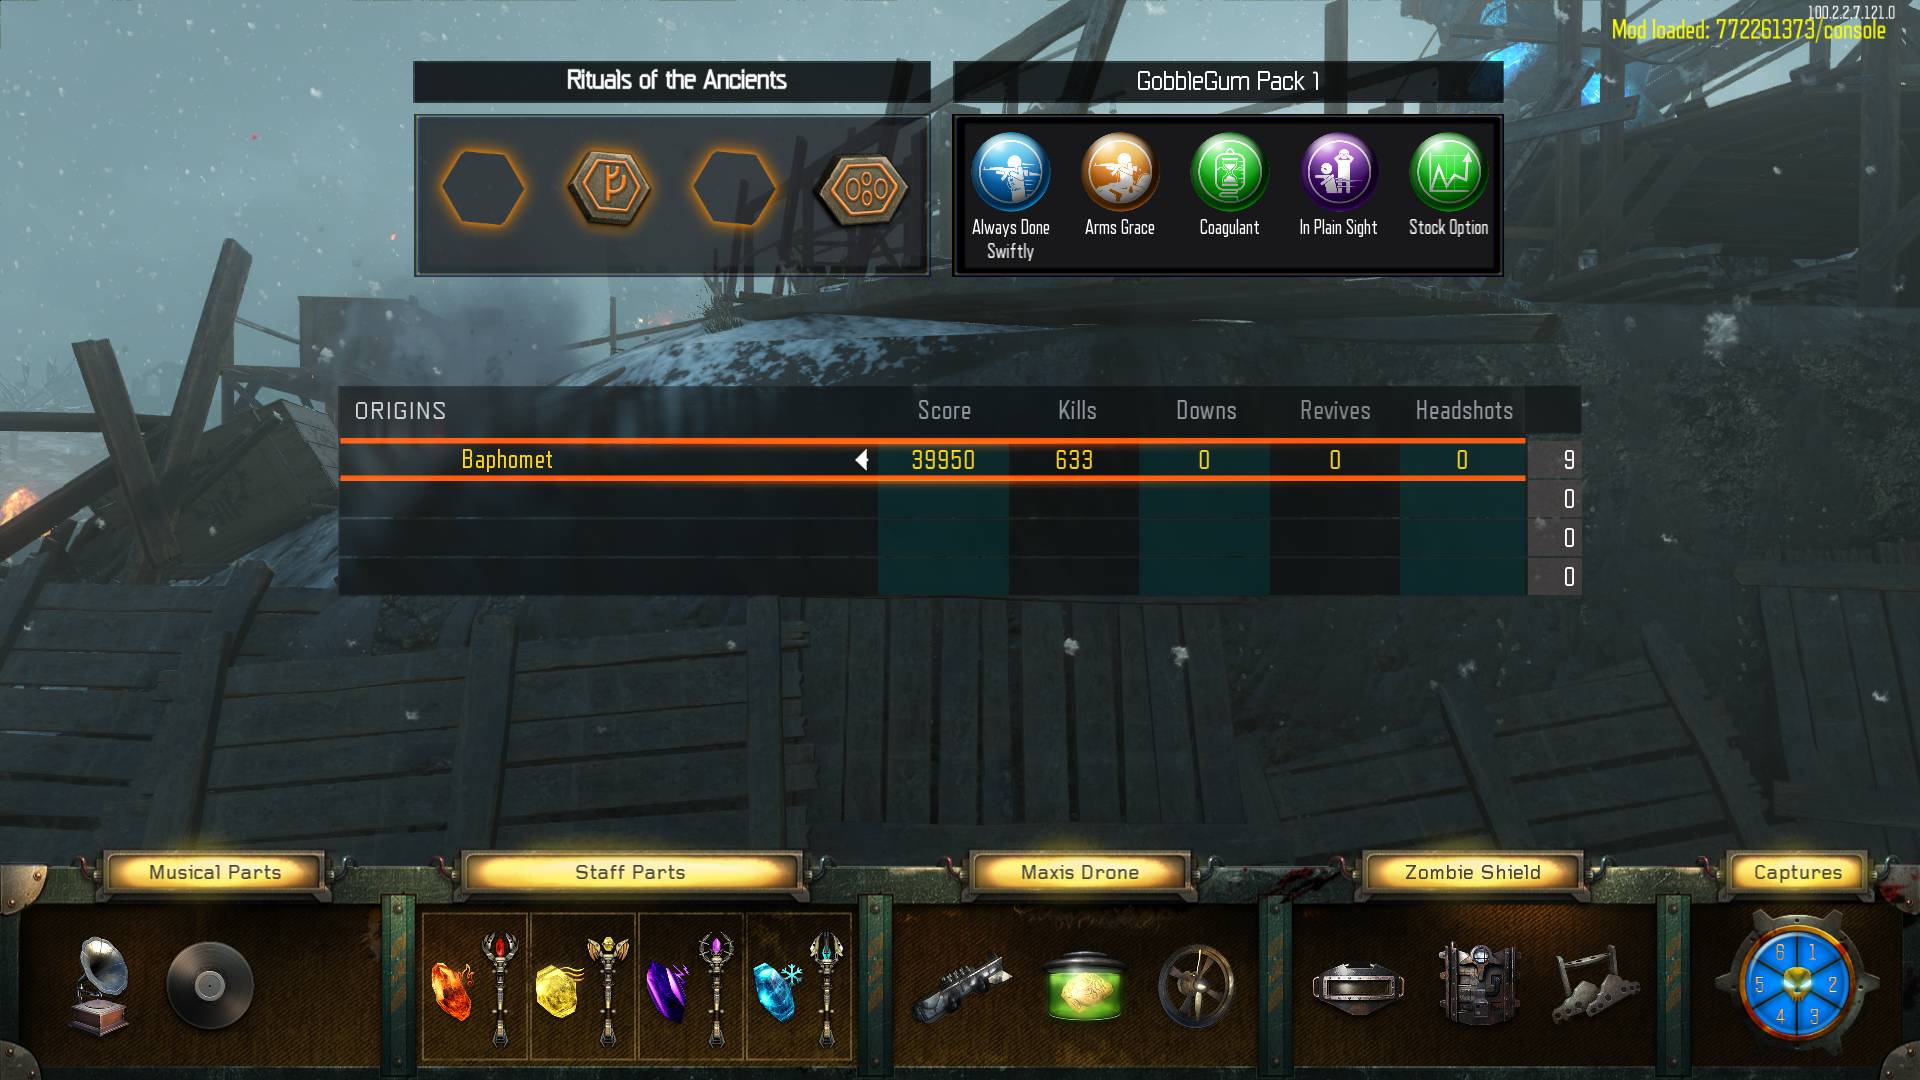 100.2.2.7.121.0
Mod loaded: 772261373/console
Rituals of the Ancients
GobbleGum Pack 1
Always Done Swiftly
Arms Grace
Coagulant
In Plain Sight
Stock Option
ORIGINS Score Kills Downs Revives Headshots
Baphomet 39950 633 0 0 0 9
0
0
0
Musical Parts
Staff Parts
Maxis Drone
Zombie Shield
Captures
6 1
5 2
4 3